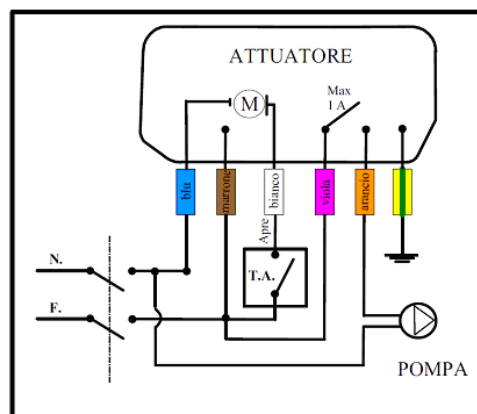 ATTUATORE
M
Max
1 A
blu
marrone
bianco
viola
arancio
Apre
N.
T.A.
F.
POMPA